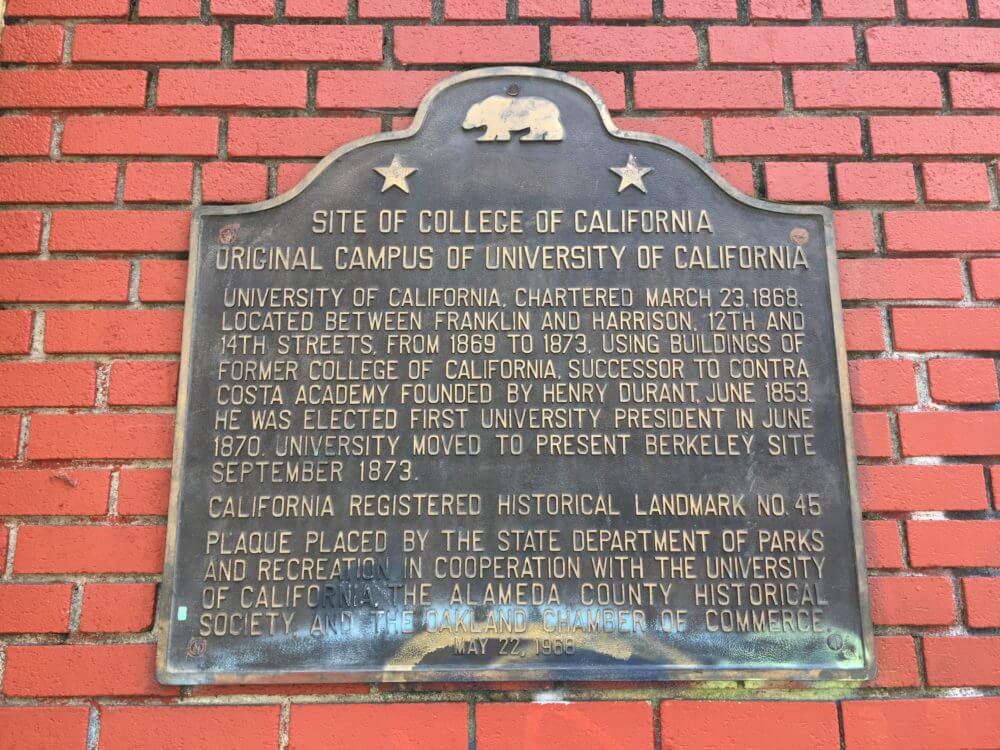 SITE OF COLLEGE OF CALIFORNIA
ORIGINAL CAMPUS OF UNIVERSITY OF CALIFORNIA
UNIVERSITY OF CALIFORNIA, CHARTERED MARCH 23, 1868.
LOCATED BETWEEN FRANKLIN AND HARRISON, 12TH AND
14TH STREETS, FROM 1869 TO 1873, USING BUILDINGS OF
FORMER COLLEGE OF CALIFORNIA, SUCCESSOR TO CONTRA
COSTA ACADEMY FOUNDED BY HENRY DURANT, JUNE 1853.
HE WAS ELECTED FIRST UNIVERSITY PRESIDENT IN JUNE
1870. UNIVERSITY MOVED TO PRESENT BERKELEY SITE
SEPTEMBER 1873.
CALIFORNIA REGISTERED HISTORICAL LANDMARK NO. 45
PLAQUE PLACED BY THE STATE DEPARTMENT OF PARKS
AND RECREATION IN COOPERATION WITH THE UNIVERSITY
OF CALIFORNIA, THE ALAMEDA COUNTY HISTORICAL
SOCIETY, AND THE OAKLAND CHAMBER OF COMMERCE,
MAY 22, 1968